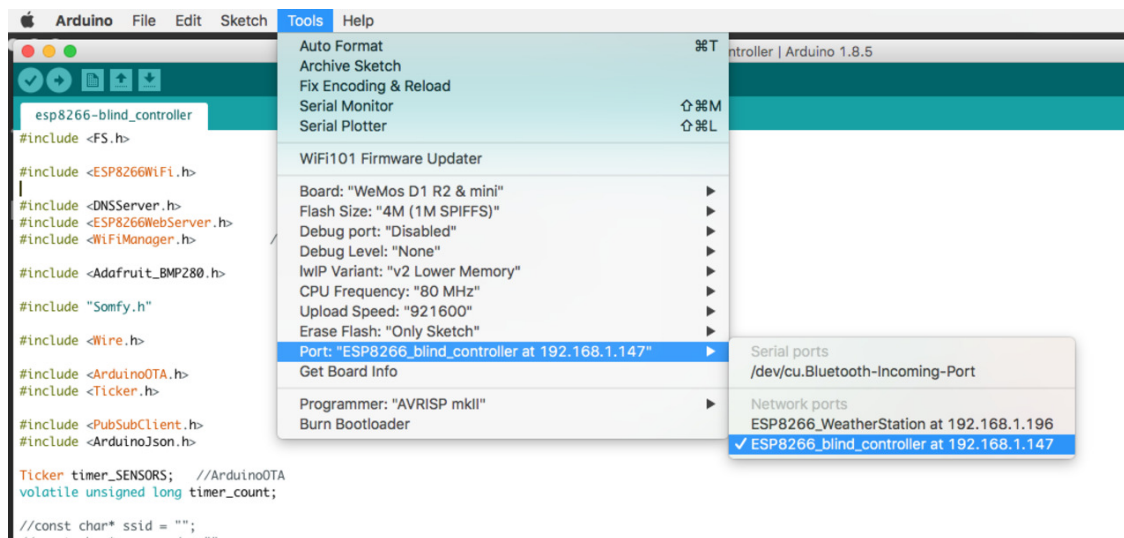 Arduino File Edit Sketch Tools Help
ntroller | Arduino 1.8.5
esp8266-blind_controller
#include <FS.h>
#include <ESP8266WiFi.h>
#include <DNSServer.h>
#include <ESP8266WebServer.h>
#include <WiFiManager.h> /
#include <Adafruit_BMP280.h>
#include "Somfy.h"
#include <Wire.h>
#include <ArduinoOTA.h>
#include <Ticker.h>
#include <PubSubClient.h>
#include <ArduinoJson.h>
Ticker timer_SENSORS; //ArduinoOTA
volatile unsigned long timer_count;
//const char* ssid = "";
Auto Format ⌘T
Archive Sketch
Fix Encoding & Reload
Serial Monitor ⇧⌘M
Serial Plotter ⇧⌘L
WiFi101 Firmware Updater
Board: "WeMos D1 R2 & mini"
Flash Size: "4M (1M SPIFFS)"
Debug port: "Disabled"
Debug Level: "None"
lwIP Variant: "v2 Lower Memory"
CPU Frequency: "80 MHz"
Upload Speed: "921600"
Erase Flash: "Only Sketch"
Port: "ESP8266_blind_controller at 192.168.1.147"
Get Board Info
Programmer: "AVRISP mkII"
Burn Bootloader
Serial ports
/dev/cu.Bluetooth-Incoming-Port
Network ports
ESP8266_WeatherStation at 192.168.1.196
✓ ESP8266_blind_controller at 192.168.1.147